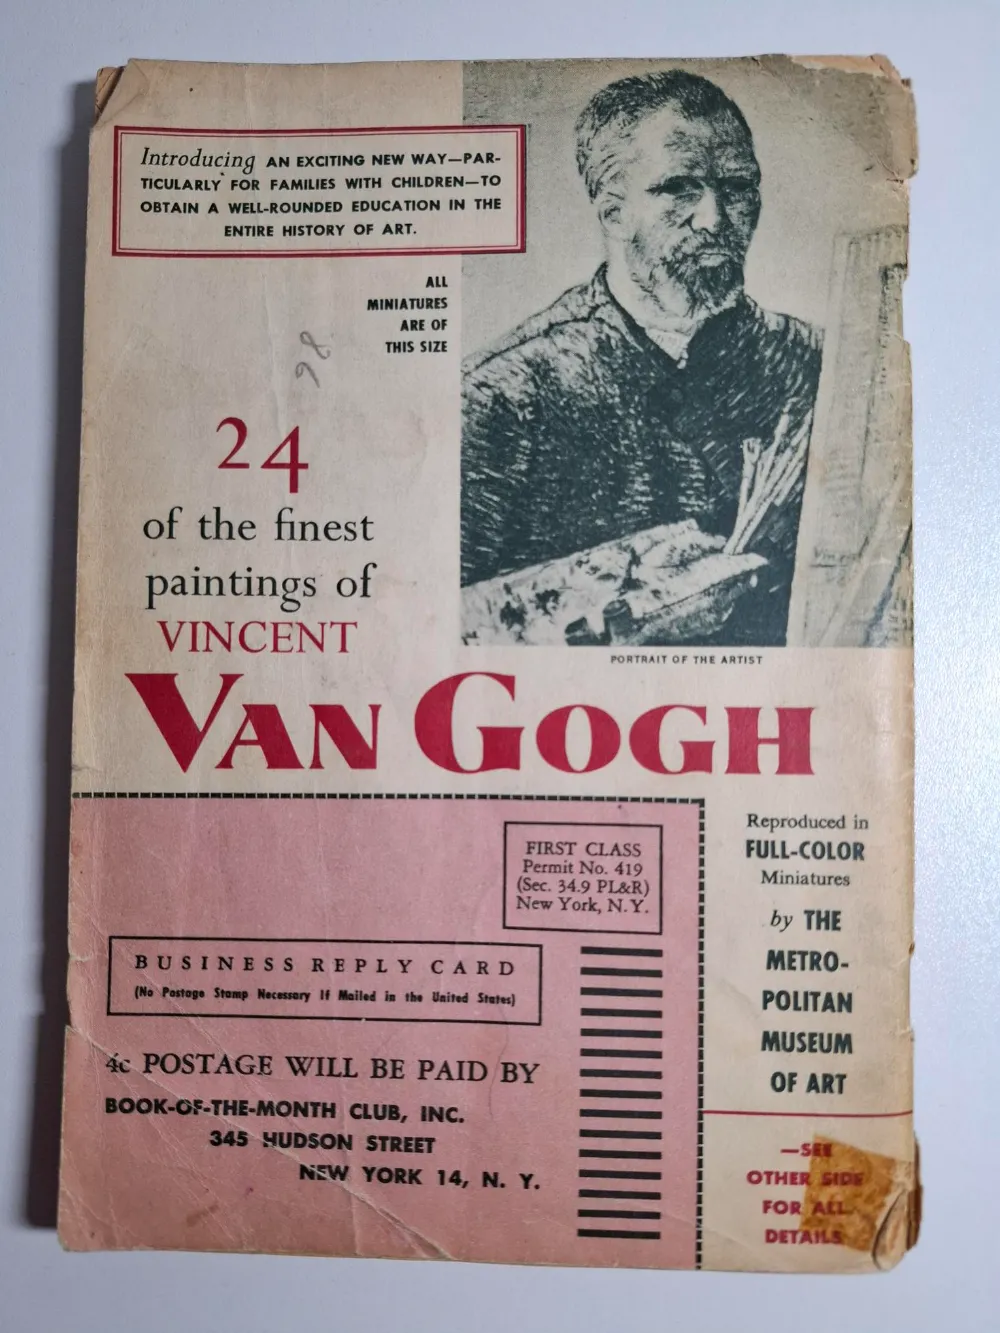 Introducing AN EXCITING NEW WAY—PAR-
TICULARLY FOR FAMILIES WITH CHILDREN—TO
OBTAIN A WELL-ROUNDED EDUCATION IN THE
ENTIRE HISTORY OF ART.
ALL
MINIATURES
ARE OF
THIS SIZE
98
24
of the finest
paintings of
VINCENT
VAN GOGH
PORTRAIT OF THE ARTIST
FIRST CLASS
Permit No. 419
(Sec. 34.9 PL&R)
New York, N.Y.
BUSINESS REPLY CARD
(No Postage Stamp Necessary If Mailed in the United States)
4c POSTAGE WILL BE PAID BY
BOOK-OF-THE-MONTH CLUB, INC.
345 HUDSON STREET
NEW YORK 14, N. Y.
Reproduced in
FULL-COLOR
Miniatures
by THE
METRO-
POLITAN
MUSEUM
OF ART
—SEE
OTHER SIDE
FOR ALL
DETAILS